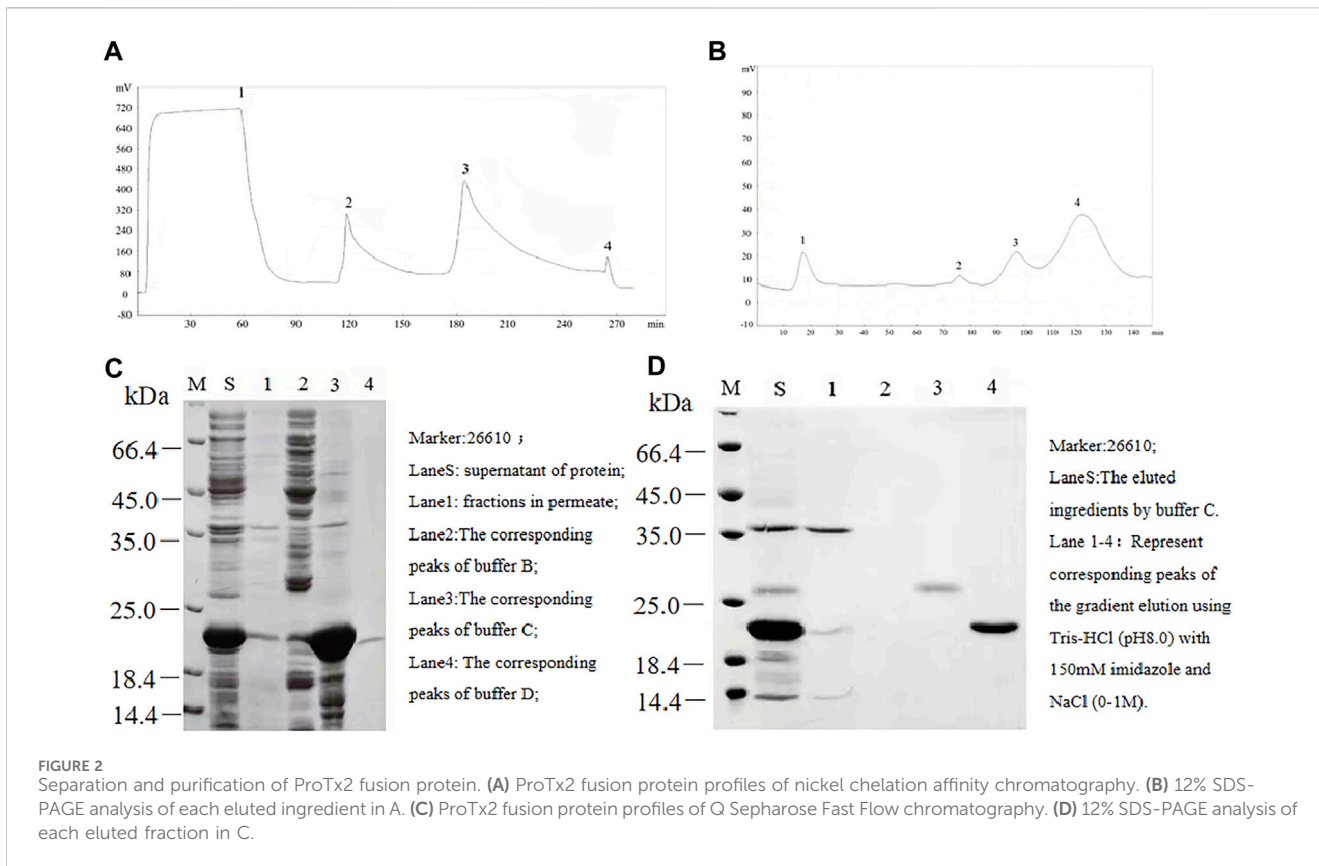 A
mV
720
640
560
480
400
320
240
160
80
0
-80
1
2
3
4
30 60 90 120 150 180 210 240 270 min
B
mV
90
80
70
60
50
40
30
20
10
0
-10
1
2
3
4
10 20 30 40 50 60 70 80 90 100 110 120 130 140 min
C
kDa
M S 1 2 3 4
66.4
45.0
35.0
25.0
18.4
14.4
Marker:26610 ;
LaneS: supernatant of protein;
Lane1: fractions in permeate;
Lane2:The corresponding
peaks of buffer B;
Lane3:The corresponding
peaks of buffer C;
Lane4: The corresponding
peaks of buffer D;
D
kDa
M S 1 2 3 4
66.4
45.0
35.0
25.0
18.4
14.4
Marker:26610;
LaneS:The eluted
ingredients by buffer C.
Lane 1-4: Represent
corresponding peaks of
the gradient elution using
Tris-HCl (pH8.0) with
150mM imidazole and
NaCl (0-1M).
FIGURE 2
Separation and purification of ProTx2 fusion protein. (A) ProTx2 fusion protein profiles of nickel chelation affinity chromatography. (B) 12% SDS-
PAGE analysis of each eluted ingredient in A. (C) ProTx2 fusion protein profiles of Q Sepharose Fast Flow chromatography. (D) 12% SDS-PAGE analysis of
each eluted fraction in C.